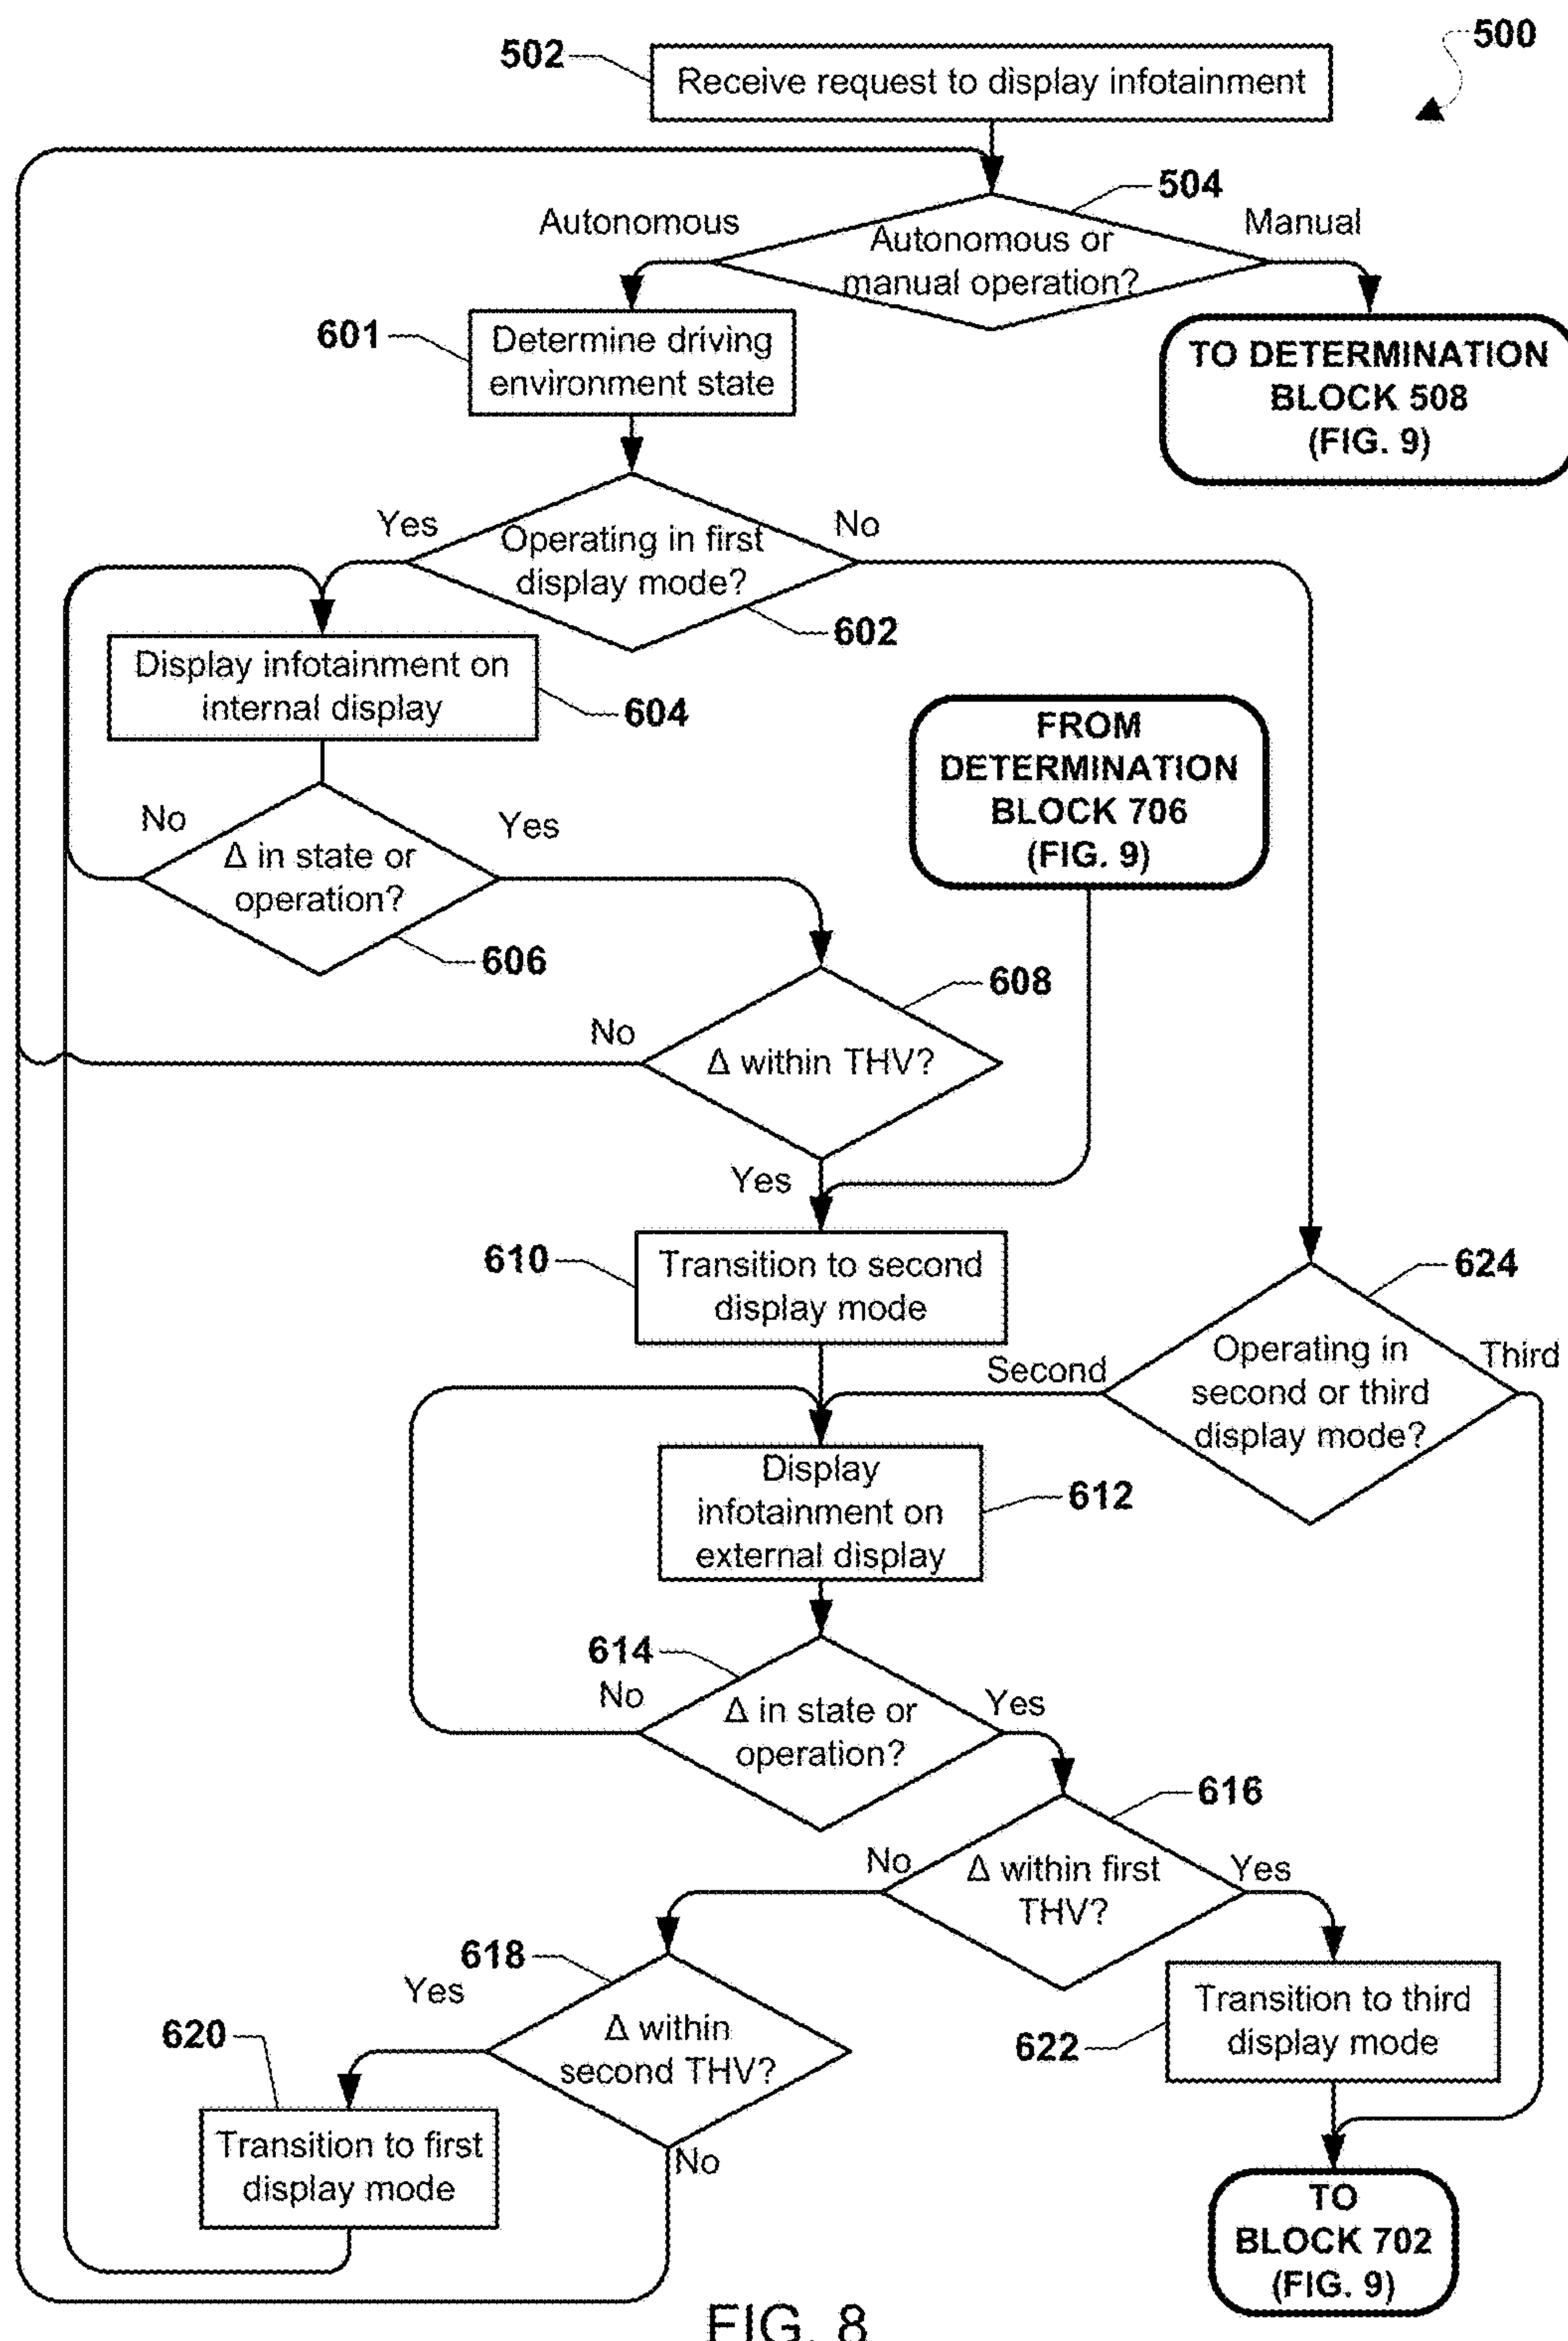 500
502
Receive request to display infotainment
504
Autonomous
Manual
Autonomous or
manual operation?
601
Determine driving
environment state
TO DETERMINATION
BLOCK 508
(FIG. 9)
Yes
No
Operating in first
display mode?
602
Display infotainment on
internal display
604
FROM
DETERMINATION
BLOCK 706
(FIG. 9)
No
Yes
Δ in state or
operation?
606
608
No
Δ within THV?
Yes
610
Transition to second
display mode
624
Second
Operating in
second or third
display mode?
Third
Display
infotainment on
external display
612
614
No
Yes
Δ in state or
operation?
616
No
Yes
Δ within first
THV?
618
Yes
Δ within
second THV?
No
620
Transition to first
display mode
Transition to third
display mode
622
TO
BLOCK 702
(FIG. 9)
FIG. 8